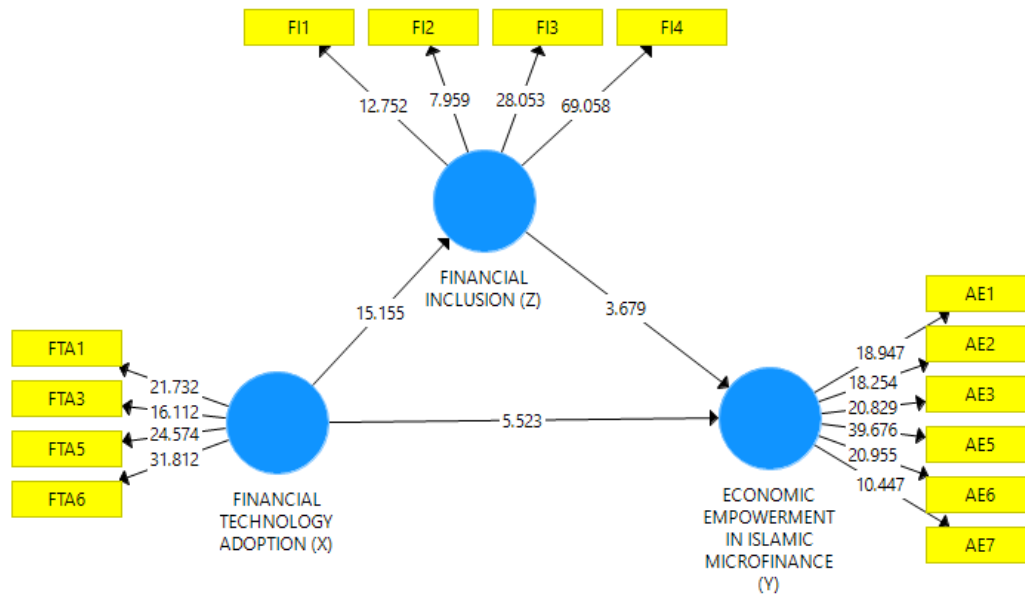 FI1
FI2
FI3
FI4
12.752
7.959
28.053
69.058
FINANCIAL
INCLUSION (Z)
15.155
3.679
FTA1
FTA3
FTA5
FTA6
21.732
16.112
24.574
31.812
5.523
FINANCIAL
TECHNOLOGY
ADOPTION (X)
AE1
AE2
AE3
AE5
AE6
AE7
18.947
18.254
20.829
39.676
20.955
10.447
ECONOMIC
EMPOWERMENT
IN ISLAMIC
MICROFINANCE
(Y)